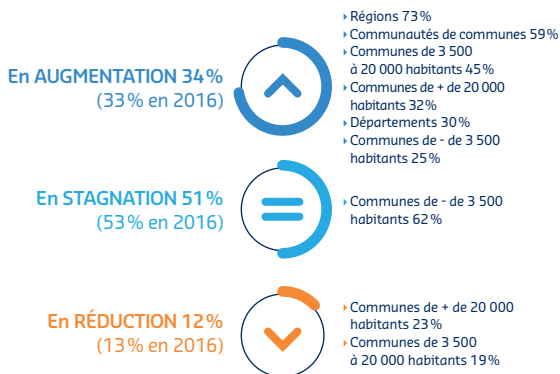 En AUGMENTATION 34%
(33% en 2016)
Régions 73%
Communautés de communes 59%
Communes de 3 500
à 20 000 habitants 45%
Communes de + de 20 000
habitants 32%
Départements 30%
Communes de - de 3 500
habitants 25%
En STAGNATION 51%
(53% en 2016)
Communes de - de 3 500
habitants 62%
En RÉDUCTION 12%
(13% en 2016)
Communes de + de 20 000
habitants 23%
Communes de 3 500
à 20 000 habitants 19%